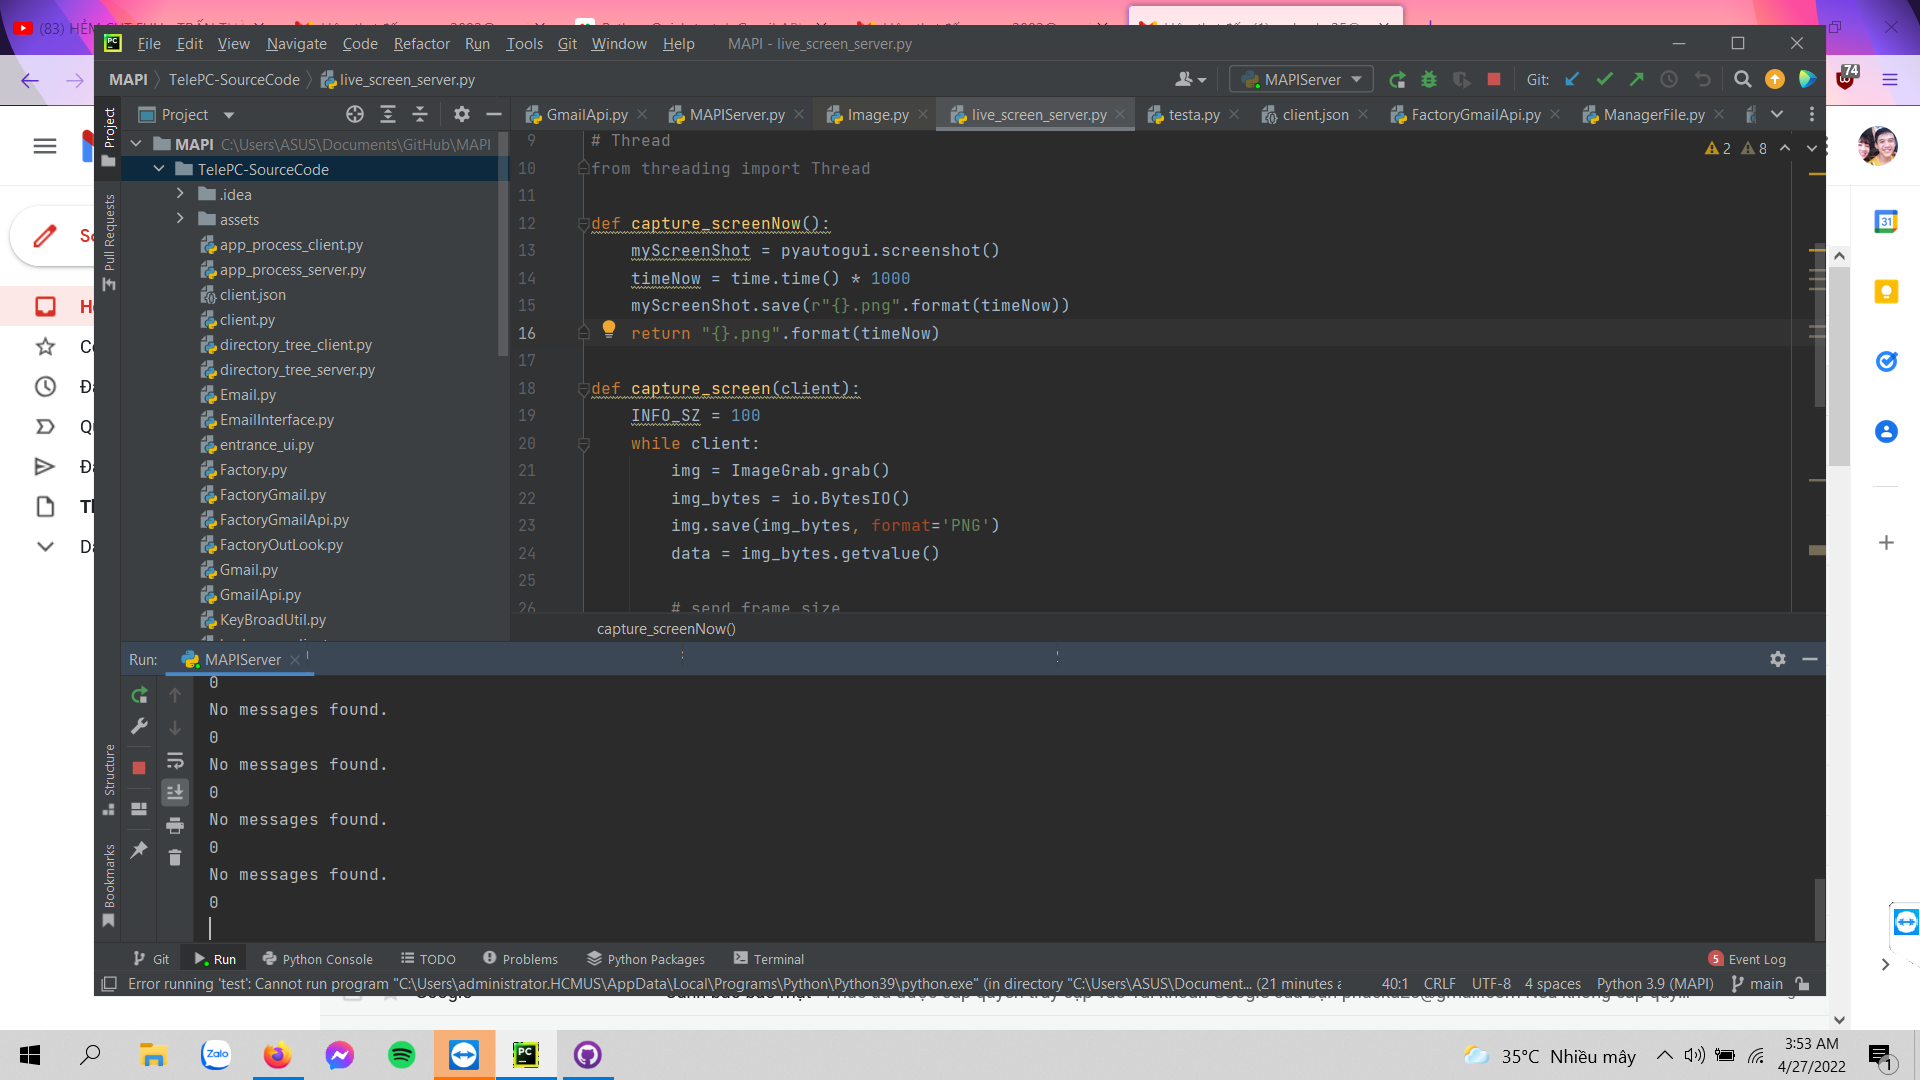 (83) HẺM
74
File Edit View Navigate Code Refactor Run Tools Git Window Help MAPI - live_screen_server.py
MAPI TelePC-SourceCode live_screen_server.py
MAPIServer Git:
Project
GmailApi.py MAPIServer.py Image.py live_screen_server.py testa.py client.json FactoryGmailApi.py ManagerFile.py
Project
Pull Requests
Structure
Bookmarks
MAPI C:\Users\ASUS\Documents\GitHub\MAPI
TelePC-SourceCode
.idea
assets
app_process_client.py
app_process_server.py
client.json
client.py
directory_tree_client.py
directory_tree_server.py
Email.py
EmailInterface.py
entrance_ui.py
Factory.py
FactoryGmail.py
FactoryGmailApi.py
FactoryOutLook.py
Gmail.py
GmailApi.py
KeyBroadUtil.py
2 8
9 # Thread
10 from threading import Thread
11
12 def capture_screenNow():
13 myScreenShot = pyautogui.screenshot()
14 timeNow = time.time() * 1000
15 myScreenShot.save(r"{}.png".format(timeNow))
16 return "{}.png".format(timeNow)
17
18 def capture_screen(client):
19 INFO_SZ = 100
20 while client:
21 img = ImageGrab.grab()
22 img_bytes = io.BytesIO()
23 img.save(img_bytes, format='PNG')
24 data = img_bytes.getvalue()
25
26 # send frame size
capture_screenNow()
Run: MAPIServer
0
No messages found.
0
No messages found.
0
No messages found.
0
No messages found.
0
Git Run Python Console TODO Problems Python Packages Terminal 5 Event Log
Error running 'test': Cannot run program "C:\Users\administrator.HCMUS\AppData\Local\Programs\Python\Python39\python.exe" (in directory "C:\Users\ASUS\Document... (21 minutes a 40:1 CRLF UTF-8 4 spaces Python 3.9 (MAPI) main
31
Zalo
PC
35°C Nhiều mây
3:53 AM
4/27/2022
1